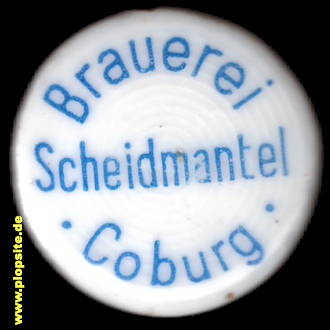 Brauerei
Scheidmantel
· Coburg ·
www.plopsite.de